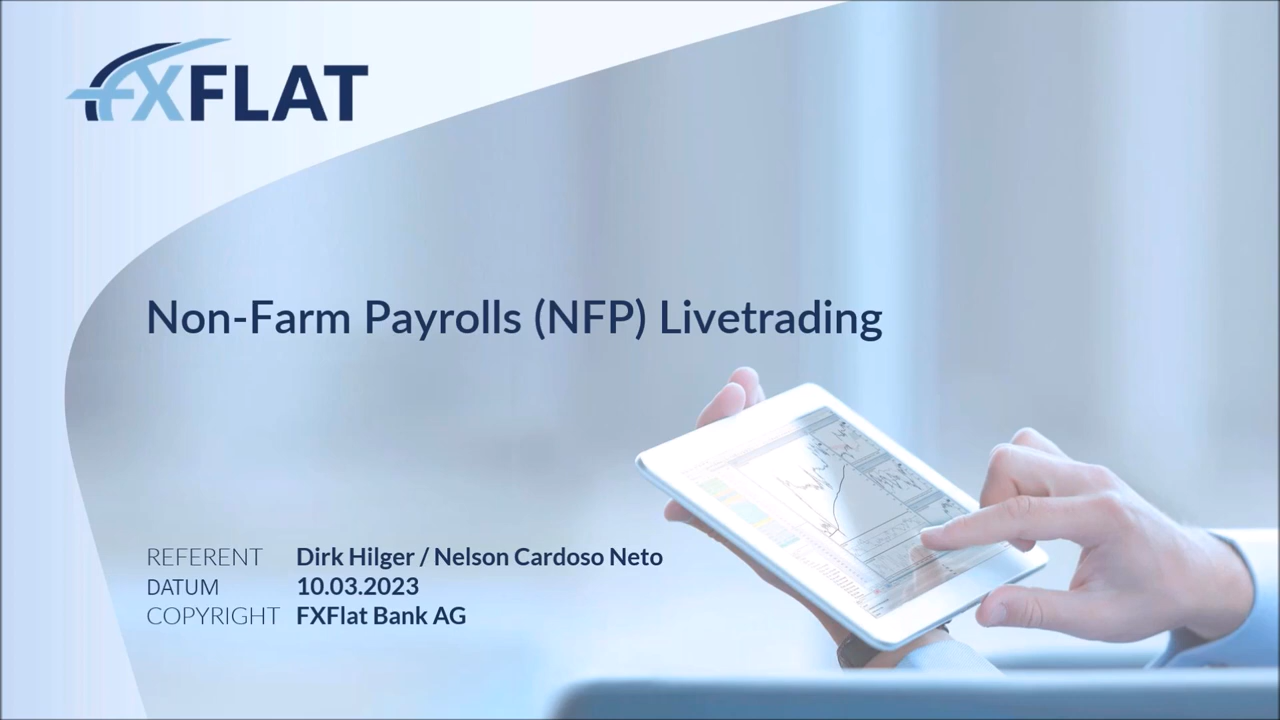 FXFLAT
Non-Farm Payrolls (NFP) Livetrading
REFERENT Dirk Hilger / Nelson Cardoso Neto
DATUM 10.03.2023
COPYRIGHT FXFlat Bank AG